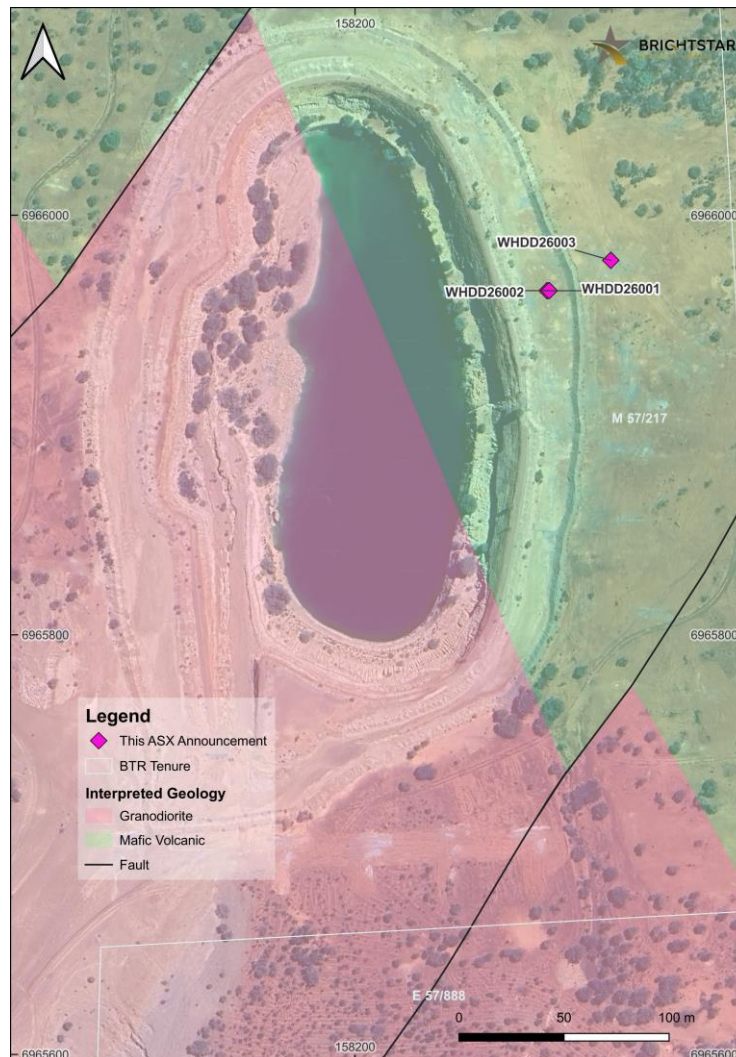 158200
BRIGHTSTAR
6966000
6966000
WHDD26003
WHDD26002
WHDD26001
M 57/217
6965800
6965800
Legend
This ASX Announcement
BTR Tenure
Interpreted Geology
Granodiorite
Mafic Volcanic
Fault
E 57/888
0
50
100 m
6965600
158200
6965600